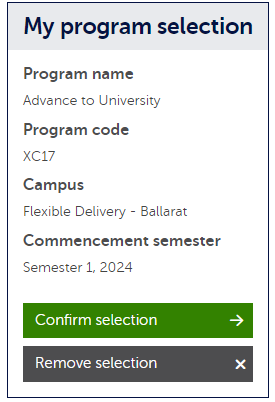 My program selection
Program name
Advance to University
Program code
XC17
Campus
Flexible Delivery - Ballarat
Commencement semester
Semester 1, 2024
Confirm selection →
Remove selection ×